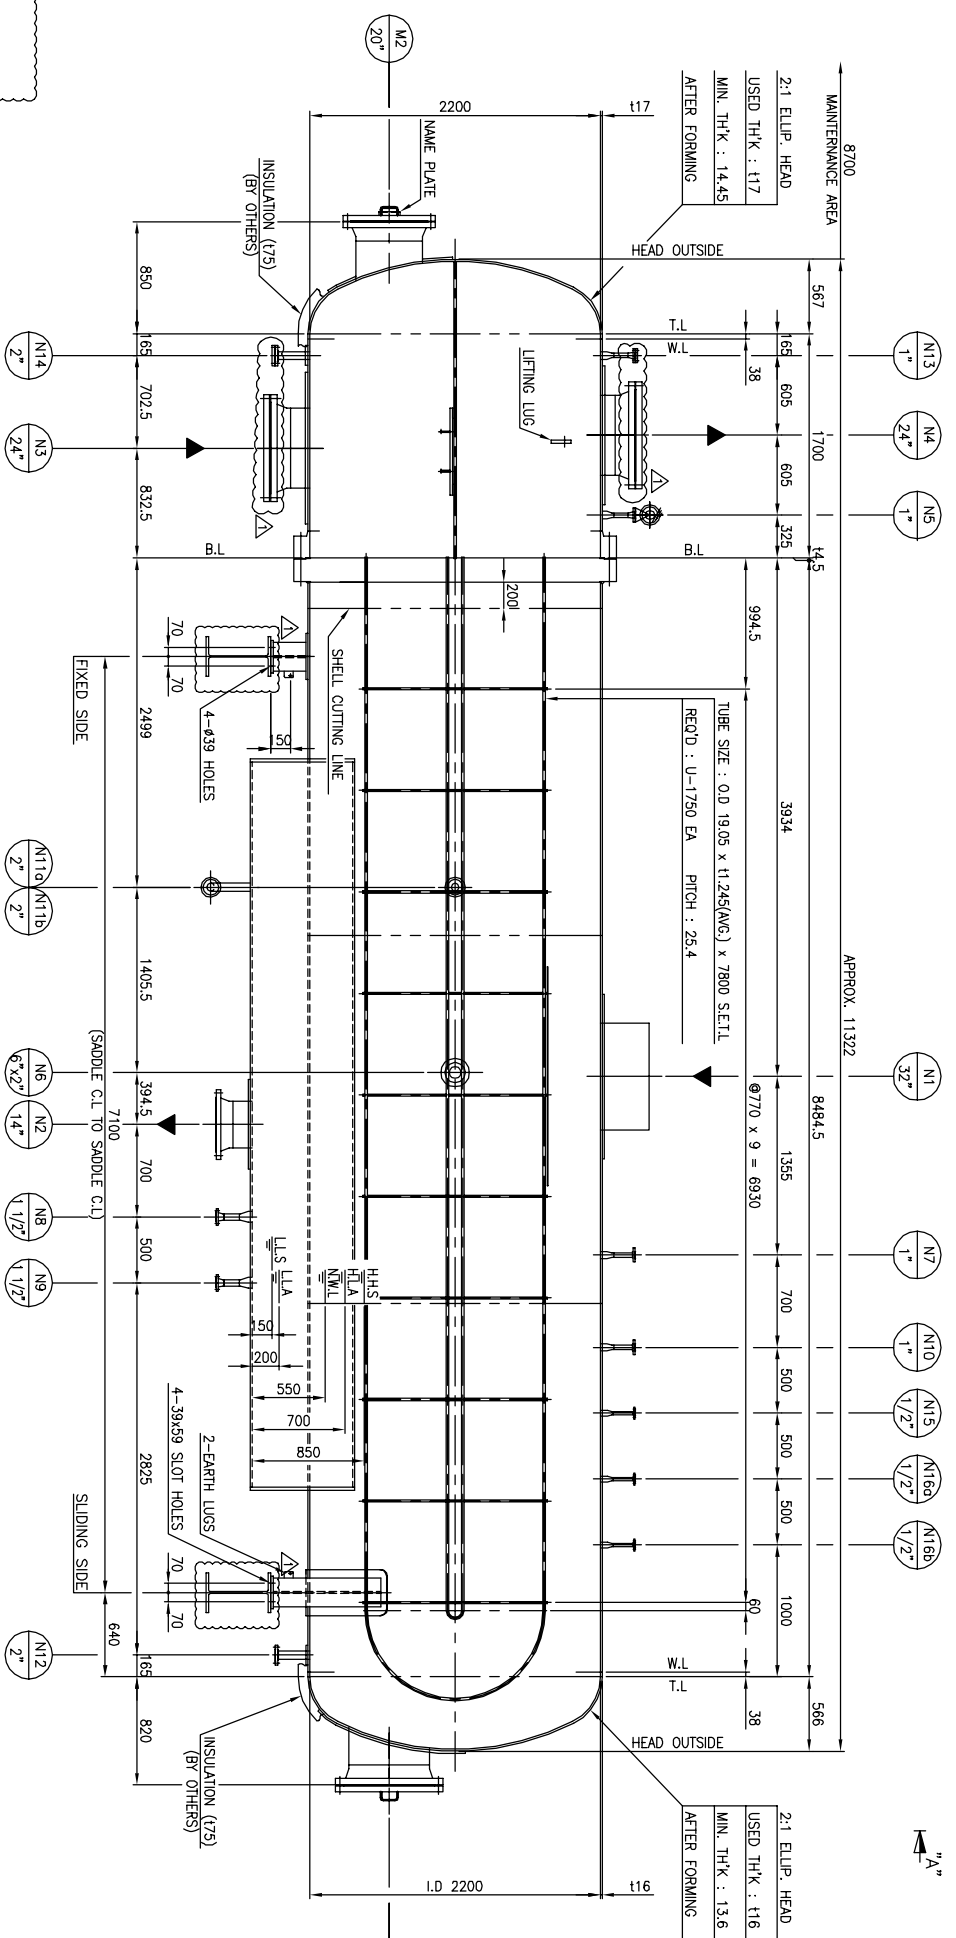 8700
MAINTERNANCE AREA
2:1 ELLIP. HEAD
USED TH'K : t17
MIN. TH'K : 14.45
AFTER FORMING
M2
20"
2200
t17
NAME PLATE
INSULATION (t75)
(BY OTHERS)
HEAD OUTSIDE
APPROX. 11322
567
1700
t4.5
8484.5
566
165
605
605
325
3934
1355
700
500
500
500
1000
38
994.5
@770 x 9 = 6930
60
38
T.L
W.L
W.L
T.L
N13
1"
N4
24"
N5
1"
N1
32"
N7
1"
N10
1"
N15
1/2"
N16a
1/2"
N16b
1/2"
LIFTING LUG
1
1
B.L
B.L
200
SHELL CUTTING LINE
TUBE SIZE : O.D 19.05 x t1.245(AVG.) x 7800 S.E.T.L
REQ'D : U-1750 EA PITCH : 25.4
850
165
702.5
832.5
2499
1405.5
394.5
700
500
2825
165
820
70
70
1
150
4-ø39 HOLES
FIXED SIDE
7100
(SADDLE C.L TO SADDLE C.L)
640
H.H.S
H.L.A
N.W.L
L.L.A
L.L.S
150
200
550
700
850
2-EARTH LUGS
4-39x59 SLOT HOLES
1
70
70
SLIDING SIDE
INSULATION (t75)
(BY OTHERS)
HEAD OUTSIDE
2:1 ELLIP. HEAD
USED TH'K : t16
MIN. TH'K : 13.6
AFTER FORMING
I.D 2200
t16
"A"
N14
2"
N3
24"
N11a
2"
N11b
2"
N6
6"x2"
N2
14"
N8
1 1/2"
N9
1 1/2"
N12
2"